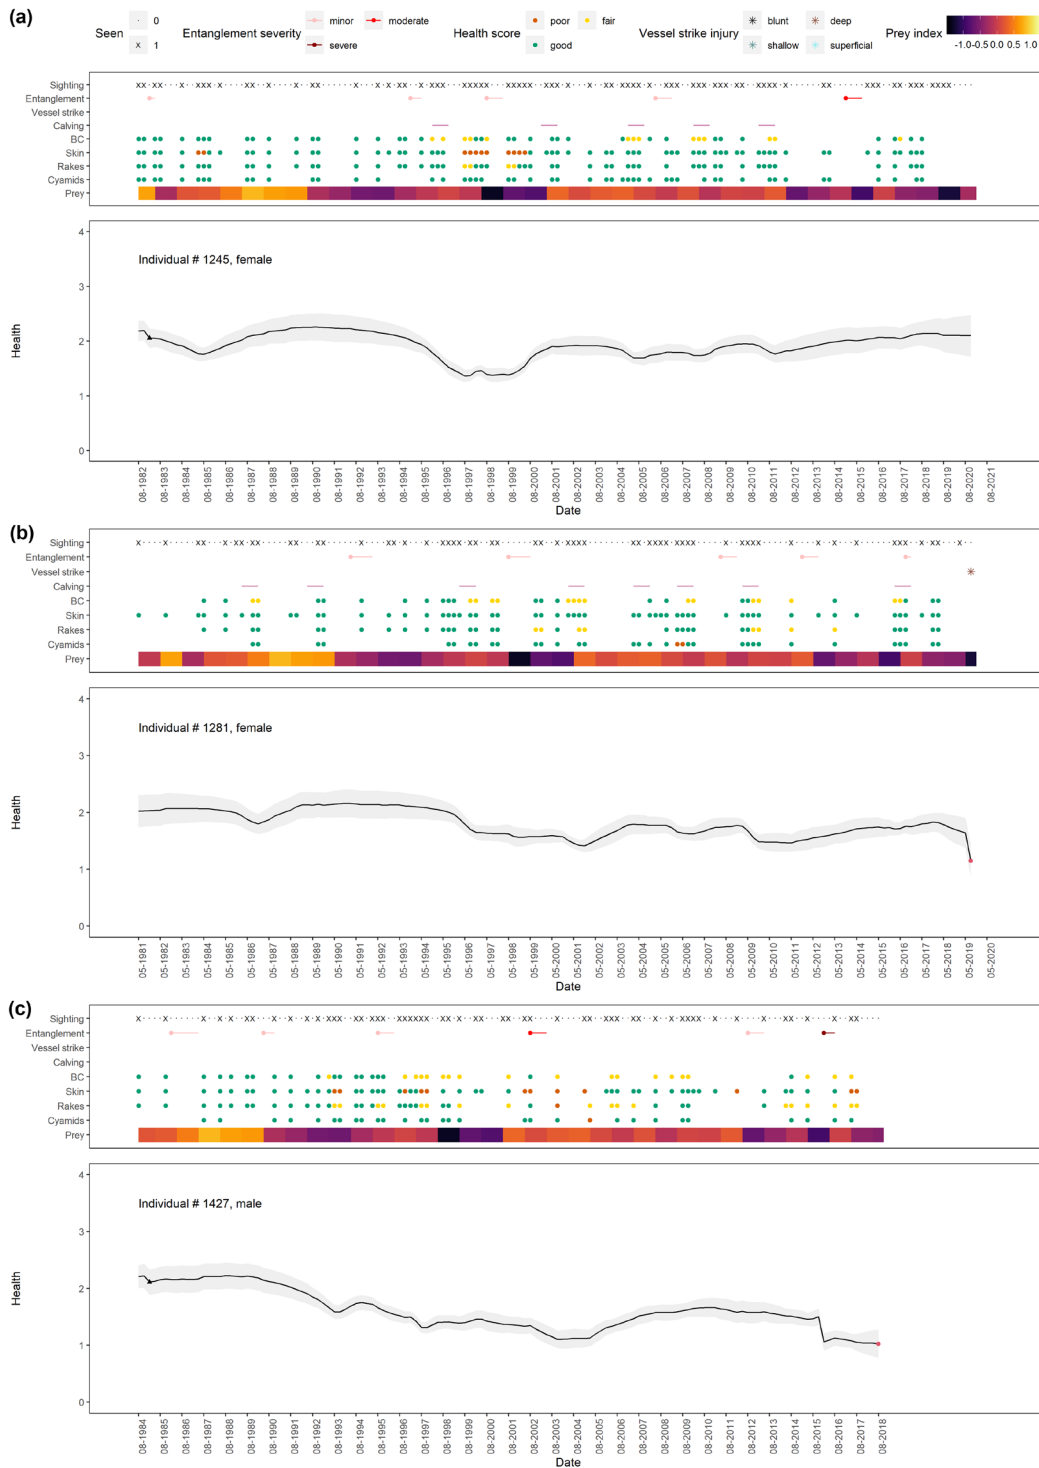 (a)
Seen
0
1
Entanglement severity
minor
moderate
severe
Health score
poor
fair
good
Vessel strike injury
blunt
deep
shallow
superficial
Prey index
-1.0 -0.5 0.0 0.5 1.0
Sighting
Entanglement
Vessel strike
Calving
BC
Skin
Rakes
Cyamids
Prey
4
3
2
1
0
Health
Individual # 1245, female
08-1982
08-1983
08-1984
08-1985
08-1986
08-1987
08-1988
08-1989
08-1990
08-1991
08-1992
08-1993
08-1994
08-1995
08-1996
08-1997
08-1998
08-1999
08-2000
08-2001
08-2002
08-2003
08-2004
08-2005
08-2006
08-2007
08-2008
08-2009
08-2010
08-2011
08-2012
08-2013
08-2014
08-2015
08-2016
08-2017
08-2018
08-2019
08-2020
08-2021
Date
(b)
Sighting
Entanglement
Vessel strike
Calving
BC
Skin
Rakes
Cyamids
Prey
4
3
2
1
0
Health
Individual # 1281, female
05-1981
05-1982
05-1983
05-1984
05-1985
05-1986
05-1987
05-1988
05-1989
05-1990
05-1991
05-1992
05-1993
05-1994
05-1995
05-1996
05-1997
05-1998
05-1999
05-2000
05-2001
05-2002
05-2003
05-2004
05-2005
05-2006
05-2007
05-2008
05-2009
05-2010
05-2011
05-2012
05-2013
05-2014
05-2015
05-2016
05-2017
05-2018
05-2019
05-2020
Date
(c)
Sighting
Entanglement
Vessel strike
Calving
BC
Skin
Rakes
Cyamids
Prey
4
3
2
1
0
Health
Individual # 1427, male
08-1984
08-1985
08-1986
08-1987
08-1988
08-1989
08-1990
08-1991
08-1992
08-1993
08-1994
08-1995
08-1996
08-1997
08-1998
08-1999
08-2000
08-2001
08-2002
08-2003
08-2004
08-2005
08-2006
08-2007
08-2008
08-2009
08-2010
08-2011
08-2012
08-2013
08-2014
08-2015
08-2016
08-2017
08-2018
Date